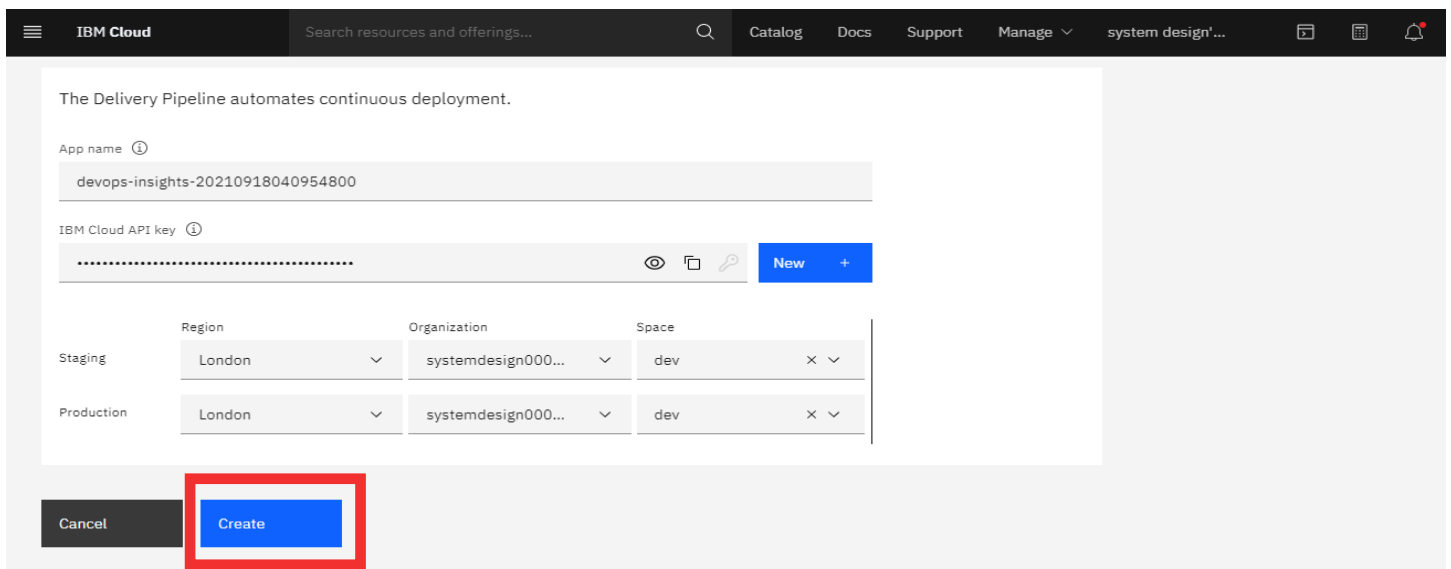 IBM Cloud Search resources and offerings... Catalog Docs Support Manage system design'...
The Delivery Pipeline automates continuous deployment.
App name
devops-insights-20210918040954800
IBM Cloud API key
•••••••••••••••••••••••••••••••••••••••••••• New +
Region Organization Space
Staging London systemdesign000... dev
Production London systemdesign000... dev
Cancel Create